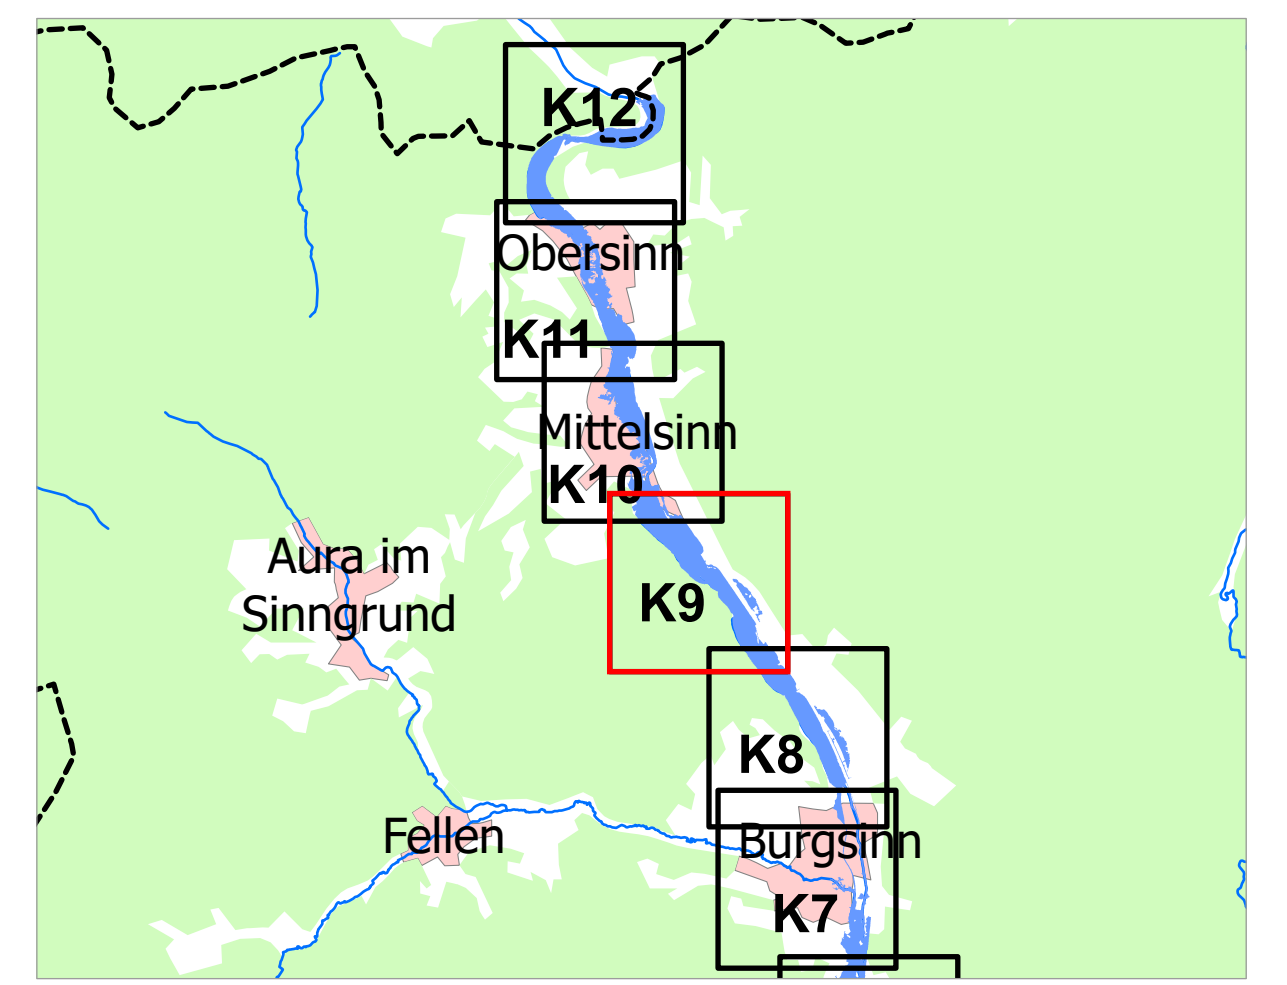 K12
Obersinn
K11
Mittelsinn
K10
Aura im
Sinngrund
K9
K8
Fellen
Burgsinn
K7